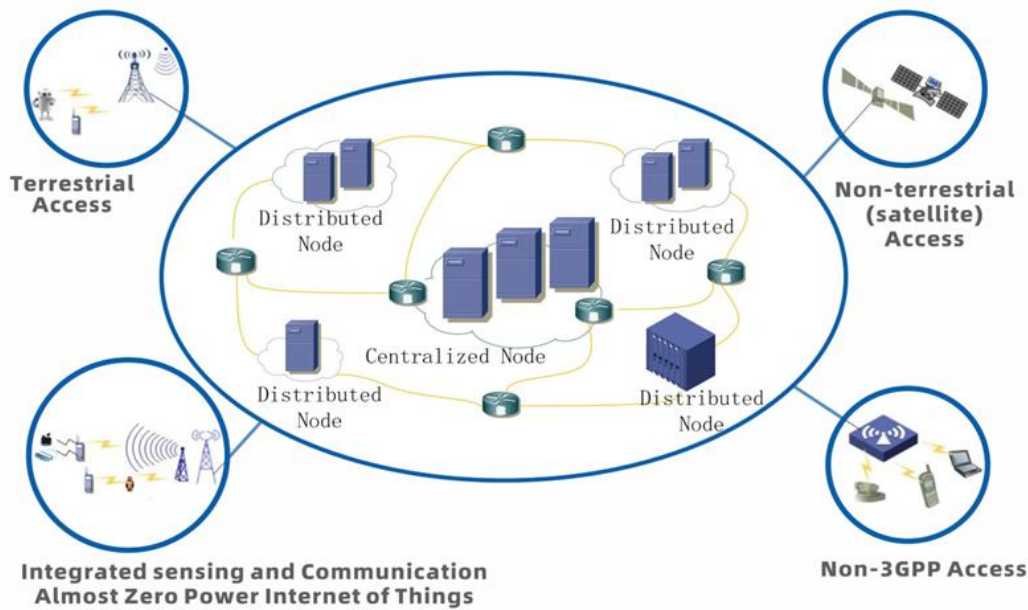 Terrestrial
Access
Non-terrestrial
(satellite)
Access
Distributed
Node
Distributed
Node
Centralized Node
Distributed
Node
Distributed
Node
Integrated sensing and Communication
Almost Zero Power Internet of Things
Non-3GPP Access